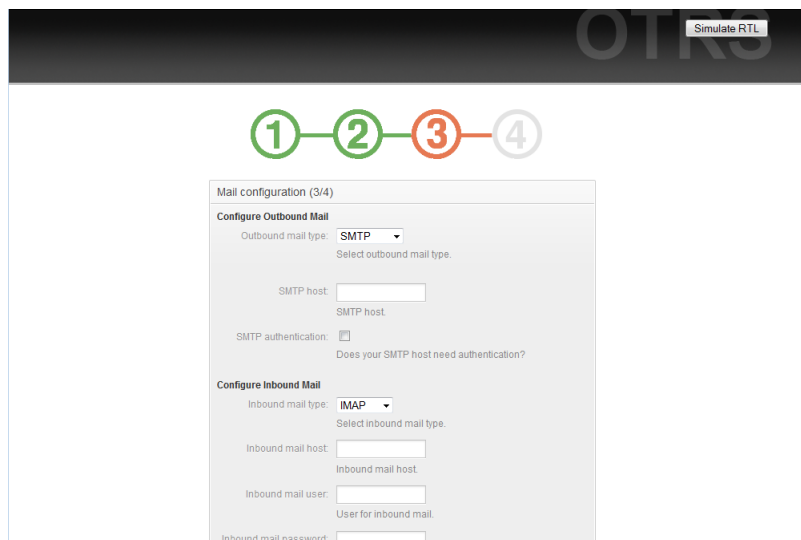 OTRS
Simulate RTL
1 2 3 4
Mail configuration (3/4)
Configure Outbound Mail
Outbound mail type: SMTP
Select outbound mail type.
SMTP host:
SMTP host.
SMTP authentication:
Does your SMTP host need authentication?
Configure Inbound Mail
Inbound mail type: IMAP
Select inbound mail type.
Inbound mail host:
Inbound mail host.
Inbound mail user:
User for inbound mail.
Inbound mail password: